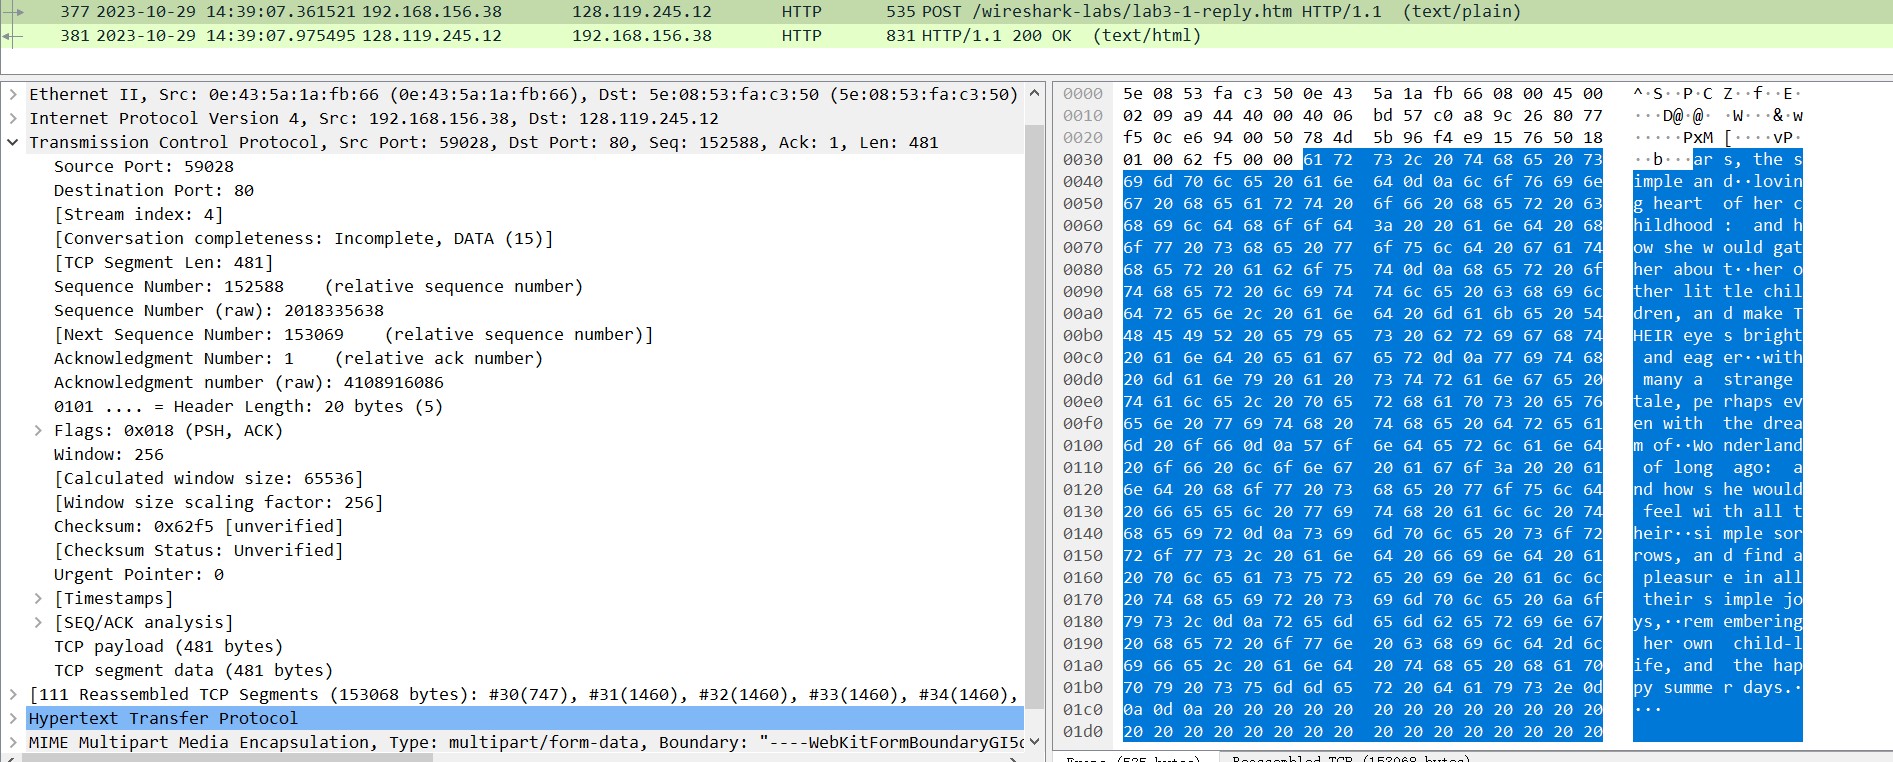 377 2023-10-29 14:39:07.361521 192.168.156.38 128.119.245.12 HTTP 535 POST /wireshark-labs/lab3-1-reply.htm HTTP/1.1 (text/plain)
381 2023-10-29 14:39:07.975495 128.119.245.12 192.168.156.38 HTTP 831 HTTP/1.1 200 OK (text/html)
Ethernet II, Src: 0e:43:5a:1a:fb:66 (0e:43:5a:1a:fb:66), Dst: 5e:08:53:fa:c3:50 (5e:08:53:fa:c3:50)
Internet Protocol Version 4, Src: 192.168.156.38, Dst: 128.119.245.12
Transmission Control Protocol, Src Port: 59028, Dst Port: 80, Seq: 152588, Ack: 1, Len: 481
Source Port: 59028
Destination Port: 80
[Stream index: 4]
[Conversation completeness: Incomplete, DATA (15)]
[TCP Segment Len: 481]
Sequence Number: 152588 (relative sequence number)
Sequence Number (raw): 2018335638
[Next Sequence Number: 153069 (relative sequence number)]
Acknowledgment Number: 1 (relative ack number)
Acknowledgment number (raw): 4108916086
0101 .... = Header Length: 20 bytes (5)
Flags: 0x018 (PSH, ACK)
Window: 256
[Calculated window size: 65536]
[Window size scaling factor: 256]
Checksum: 0x62f5 [unverified]
[Checksum Status: Unverified]
Urgent Pointer: 0
[Timestamps]
[SEQ/ACK analysis]
TCP payload (481 bytes)
TCP segment data (481 bytes)
[111 Reassembled TCP Segments (153068 bytes): #30(747), #31(1460), #32(1460), #33(1460), #34(1460),
Hypertext Transfer Protocol
MIME Multipart Media Encapsulation, Type: multipart/form-data, Boundary: "----WebKitFormBoundaryGI5
0000 5e 08 53 fa c3 50 0e 43 5a 1a fb 66 08 00 45 00 ^·S··P·C Z··f··E·
0010 02 09 a9 44 40 00 40 06 bd 57 c0 a8 9c 26 80 77 ···D@·@· ·W···&·w
0020 f5 0c e6 94 00 50 78 4d 5b 96 f4 e9 15 76 50 18 ·····PxM [····vP·
0030 01 00 62 f5 00 00 61 72 73 2c 20 74 68 65 20 73 ··b···ar s, the s
0040 69 6d 70 6c 65 20 61 6e 64 0d 0a 6c 6f 76 69 6e imple an d··lovin
0050 67 20 68 65 61 72 74 20 6f 66 20 68 65 72 20 63 g heart of her c
0060 68 69 6c 64 68 6f 6f 64 3a 20 20 61 6e 64 20 68 hildhood : and h
0070 6f 77 20 73 68 65 20 77 6f 75 6c 64 20 67 61 74 ow she w ould gat
0080 68 65 72 20 61 62 6f 75 74 0d 0a 68 65 72 20 6f her abou t··her o
0090 74 68 65 72 20 6c 69 74 74 6c 65 20 63 68 69 6c ther lit tle chil
00a0 64 72 65 6e 2c 20 61 6e 64 20 6d 61 6b 65 20 54 dren, an d make T
00b0 48 45 49 52 20 65 79 65 73 20 62 72 69 67 68 74 HEIR eye s bright
00c0 20 61 6e 64 20 65 61 67 65 72 0d 0a 77 69 74 68 and eag er··with
00d0 20 6d 61 6e 79 20 61 20 73 74 72 61 6e 67 65 20 many a strange
00e0 74 61 6c 65 2c 20 70 65 72 68 61 70 73 20 65 76 tale, pe rhaps ev
00f0 65 6e 20 77 69 74 68 20 74 68 65 20 64 72 65 61 en with the drea
0100 6d 20 6f 66 0d 0a 57 6f 6e 64 65 72 6c 61 6e 64 m of··Wo nderland
0110 20 6f 66 20 6c 6f 6e 67 20 61 67 6f 3a 20 20 61 of long ago: a
0120 6e 64 20 68 6f 77 20 73 68 65 20 77 6f 75 6c 64 nd how s he would
0130 20 66 65 65 6c 20 77 69 74 68 20 61 6c 6c 20 74 feel wi th all t
0140 68 65 69 72 0d 0a 73 69 6d 70 6c 65 20 73 6f 72 heir··si mple sor
0150 72 6f 77 73 2c 20 61 6e 64 20 66 69 6e 64 20 61 rows, an d find a
0160 20 70 6c 65 61 73 75 72 65 20 69 6e 20 61 6c 6c pleasur e in all
0170 20 74 68 65 69 72 20 73 69 6d 70 6c 65 20 6a 6f their s imple jo
0180 79 73 2c 0d 0a 72 65 6d 65 6d 62 65 72 69 6e 67 ys,··rem embering
0190 20 68 65 72 20 6f 77 6e 20 63 68 69 6c 64 2d 6c her own child-l
01a0 69 66 65 2c 20 61 6e 64 20 74 68 65 20 68 61 70 ife, and the hap
01b0 70 79 20 73 75 6d 6d 65 72 20 64 61 79 73 2e 0d py summe r days.·
01c0 0a 0d 0a 20 20 20 20 20 20 20 20 20 20 20 20 20 ···
01d0 20 20 20 20 20 20 20 20 20 20 20 20 20 20 20 20
Frame (535 bytes) Reassembled TCP (153068 bytes)